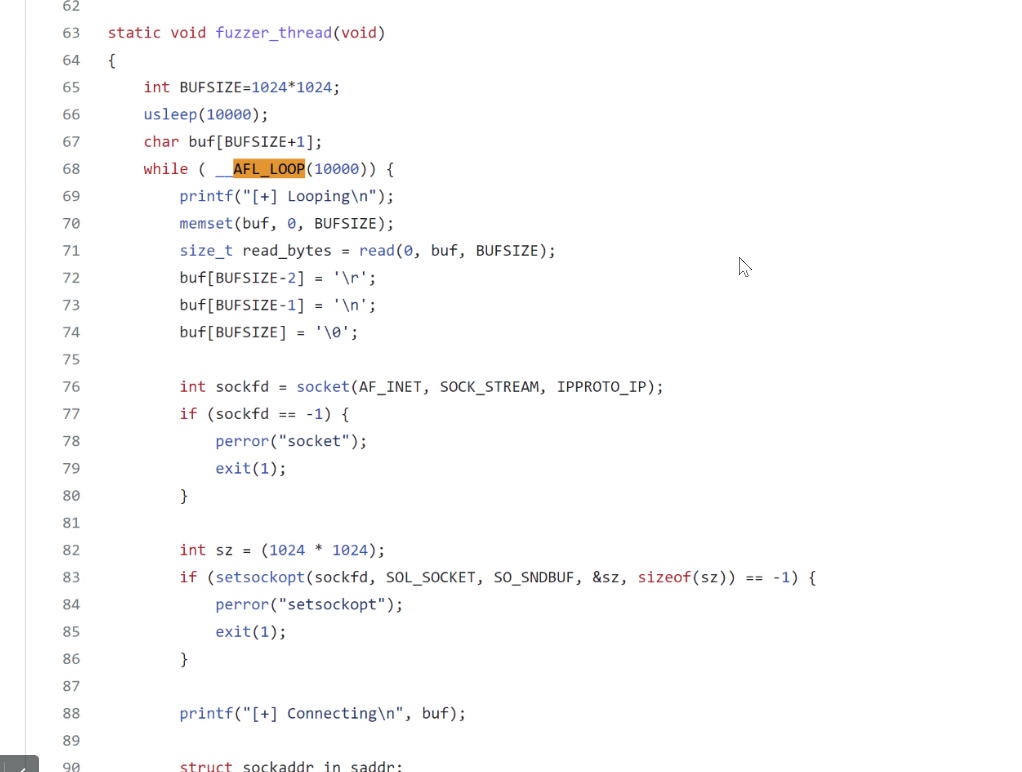 62
63 static void fuzzer_thread(void)
64 {
65 int BUFSIZE=1024*1024;
66 usleep(10000);
67 char buf[BUFSIZE+1];
68 while ( __AFL_LOOP(10000)) {
69 printf("[+] Looping\n");
70 memset(buf, 0, BUFSIZE);
71 size_t read_bytes = read(0, buf, BUFSIZE);
72 buf[BUFSIZE-2] = '\r';
73 buf[BUFSIZE-1] = '\n';
74 buf[BUFSIZE] = '\0';
75
76 int sockfd = socket(AF_INET, SOCK_STREAM, IPPROTO_IP);
77 if (sockfd == -1) {
78 perror("socket");
79 exit(1);
80 }
81
82 int sz = (1024 * 1024);
83 if (setsockopt(sockfd, SOL_SOCKET, SO_SNDBUF, &sz, sizeof(sz)) == -1) {
84 perror("setsockopt");
85 exit(1);
86 }
87
88 printf("[+] Connecting\n", buf);
89
90 struct sockaddr_in saddr;